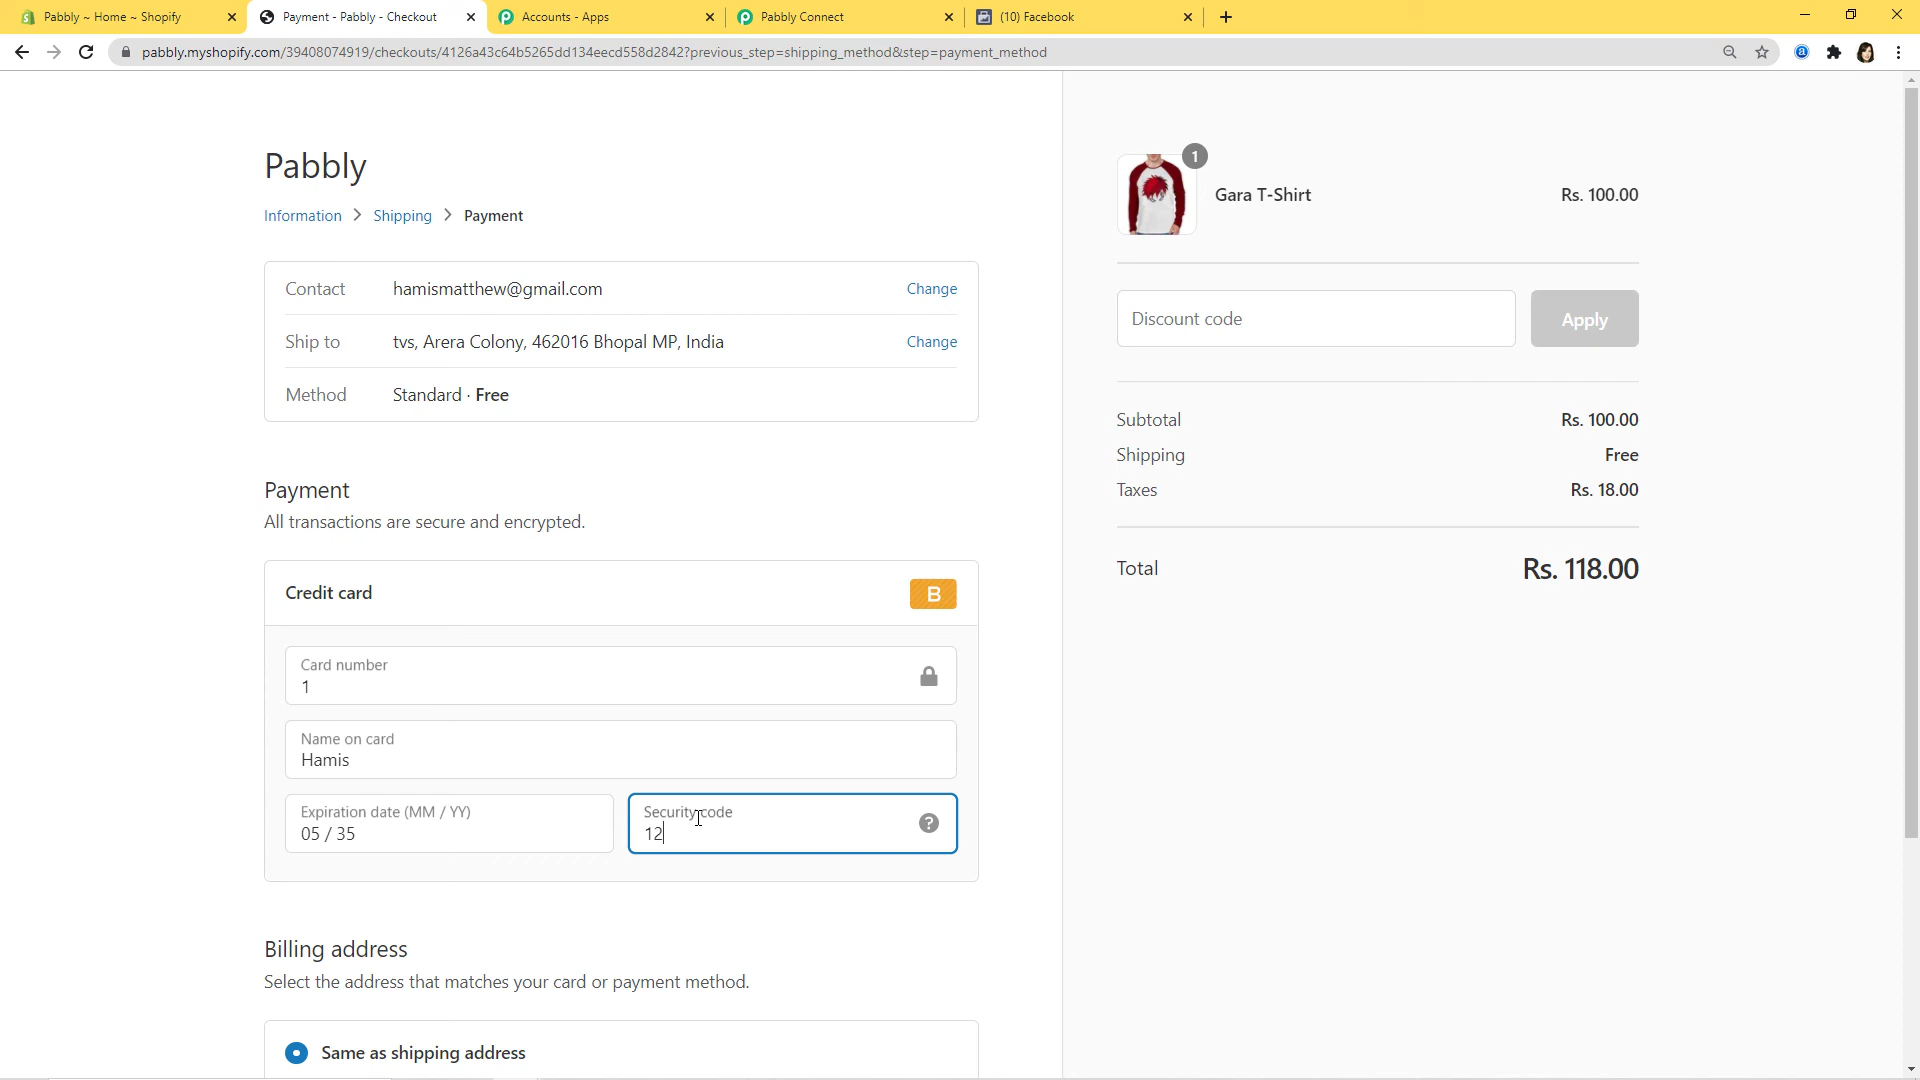 Pabbly ~ Home ~ Shopify
Payment - Pabbly - Checkout
Accounts - Apps
Pabbly Connect
(10) Facebook
pabbly.myshopify.com/39408074919/checkouts/4126a43c64b5265dd134eecd558d2842?previous_step=shipping_method&step=payment_method
Pabbly
Information > Shipping > Payment
Contact hamismatthew@gmail.com Change
Ship to tvs, Arera Colony, 462016 Bhopal MP, India Change
Method Standard · Free
Payment
All transactions are secure and encrypted.
Credit card B
Card number
1
Name on card
Hamis
Expiration date (MM / YY)
05 / 35
Security code
12
Billing address
Select the address that matches your card or payment method.
Same as shipping address
1
Gara T-Shirt Rs. 100.00
Discount code Apply
Subtotal Rs. 100.00
Shipping Free
Taxes Rs. 18.00
Total Rs. 118.00